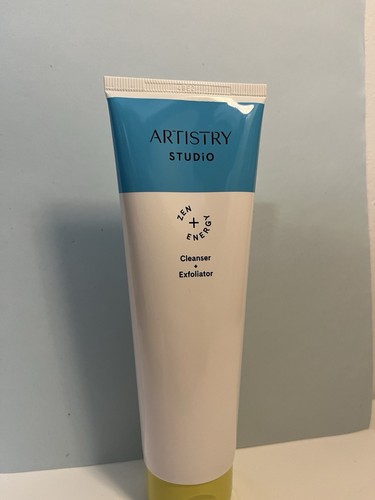 ARTISTRY
STUDiO
ZEN
+
ENERGY
Cleanser
+
Exfoliator